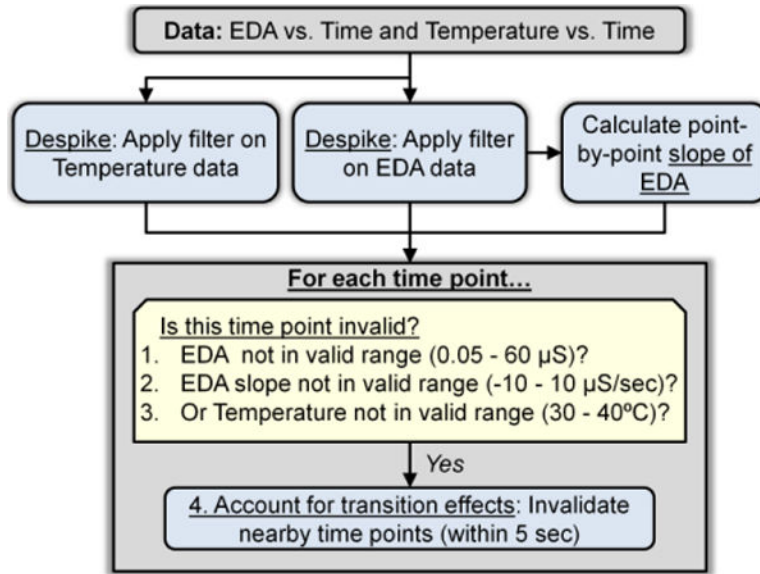 Data: EDA vs. Time and Temperature vs. Time
Despike: Apply filter on
Temperature data
Despike: Apply filter
on EDA data
Calculate point-
by-point slope of
EDA
For each time point…
Is this time point invalid?
1. EDA not in valid range (0.05 - 60 µS)?
2. EDA slope not in valid range (-10 - 10 µS/sec)?
3. Or Temperature not in valid range (30 - 40ºC)?
Yes
4. Account for transition effects: Invalidate
nearby time points (within 5 sec)